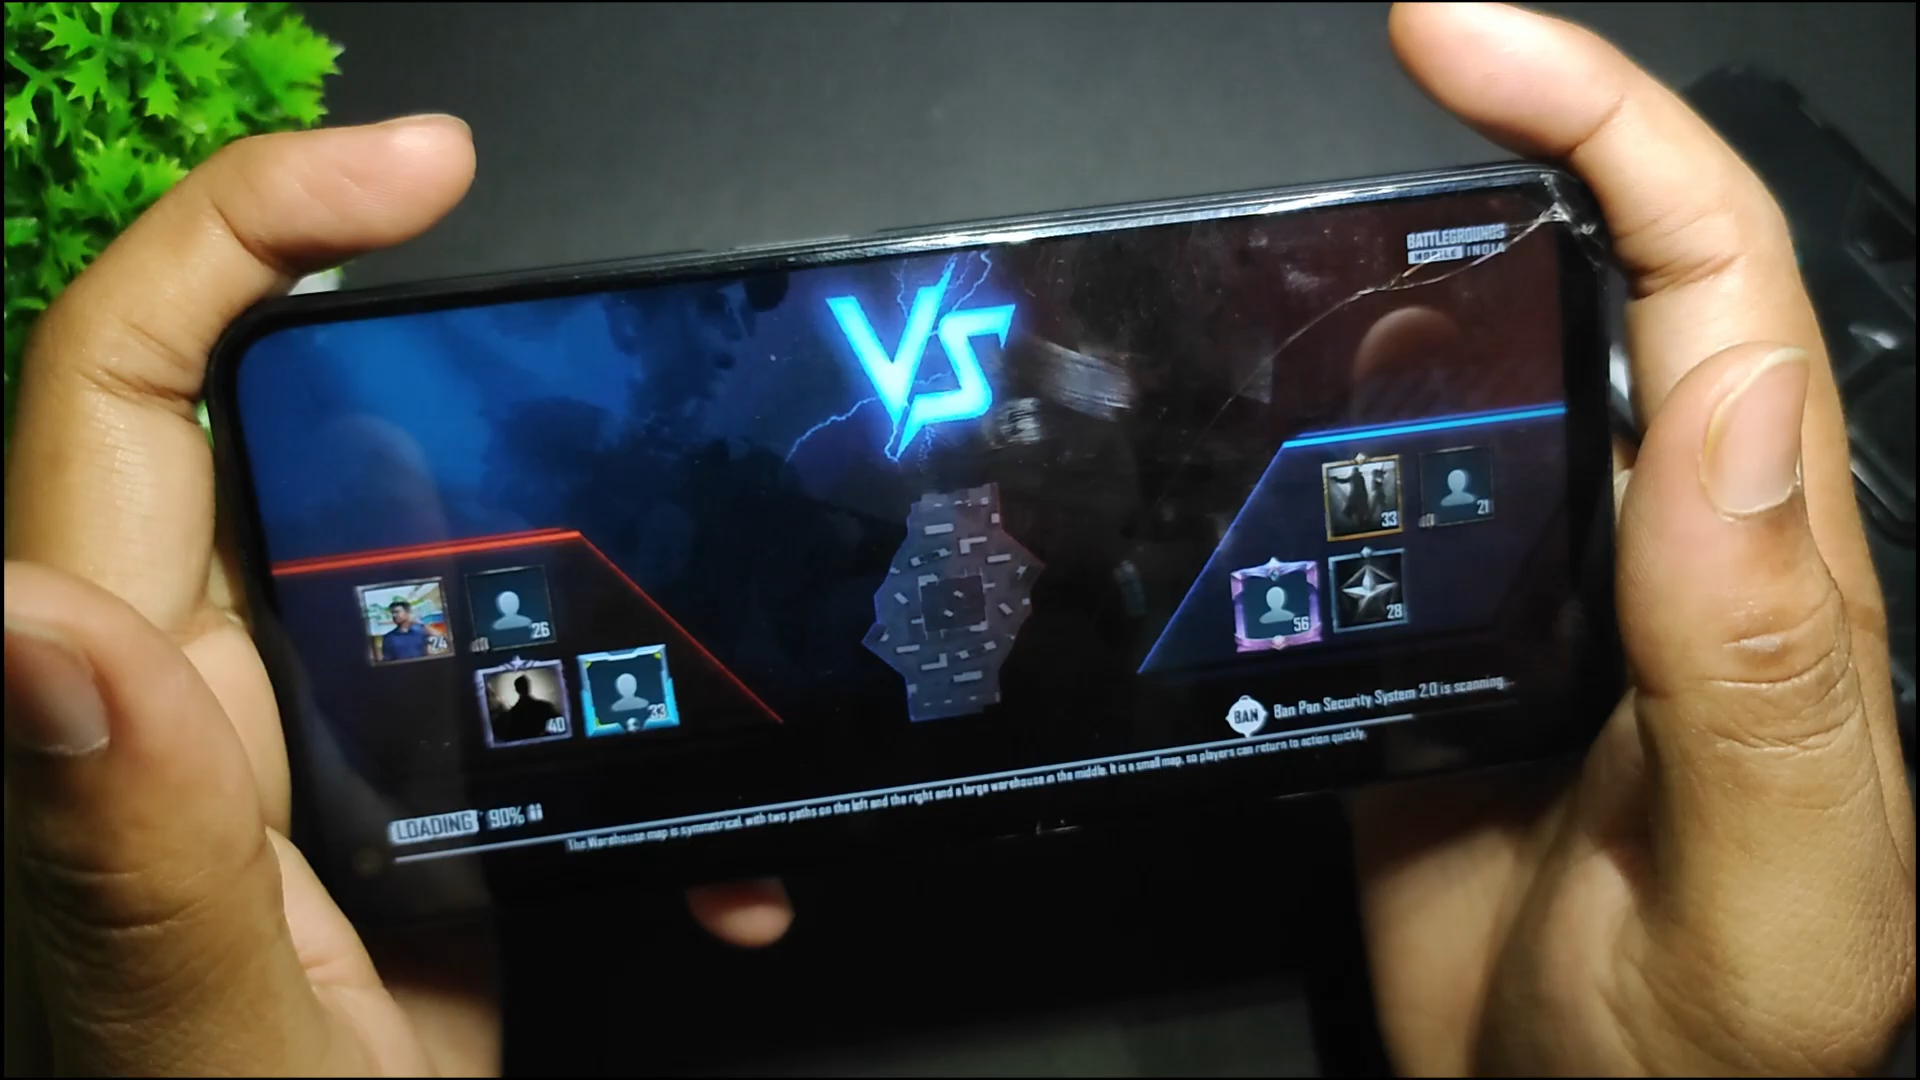 BATTLEGROUNDS
MOBILE INDIA
VS
33
21
24
26
56
28
40
33
BAN
Ban Pan Security System 2.0 is scanning...
LOADING 90%
The Warehouse map is symmetrical, with two paths on the left and the right and a large warehouse in the middle. It is a small map, so players can return to action quickly.